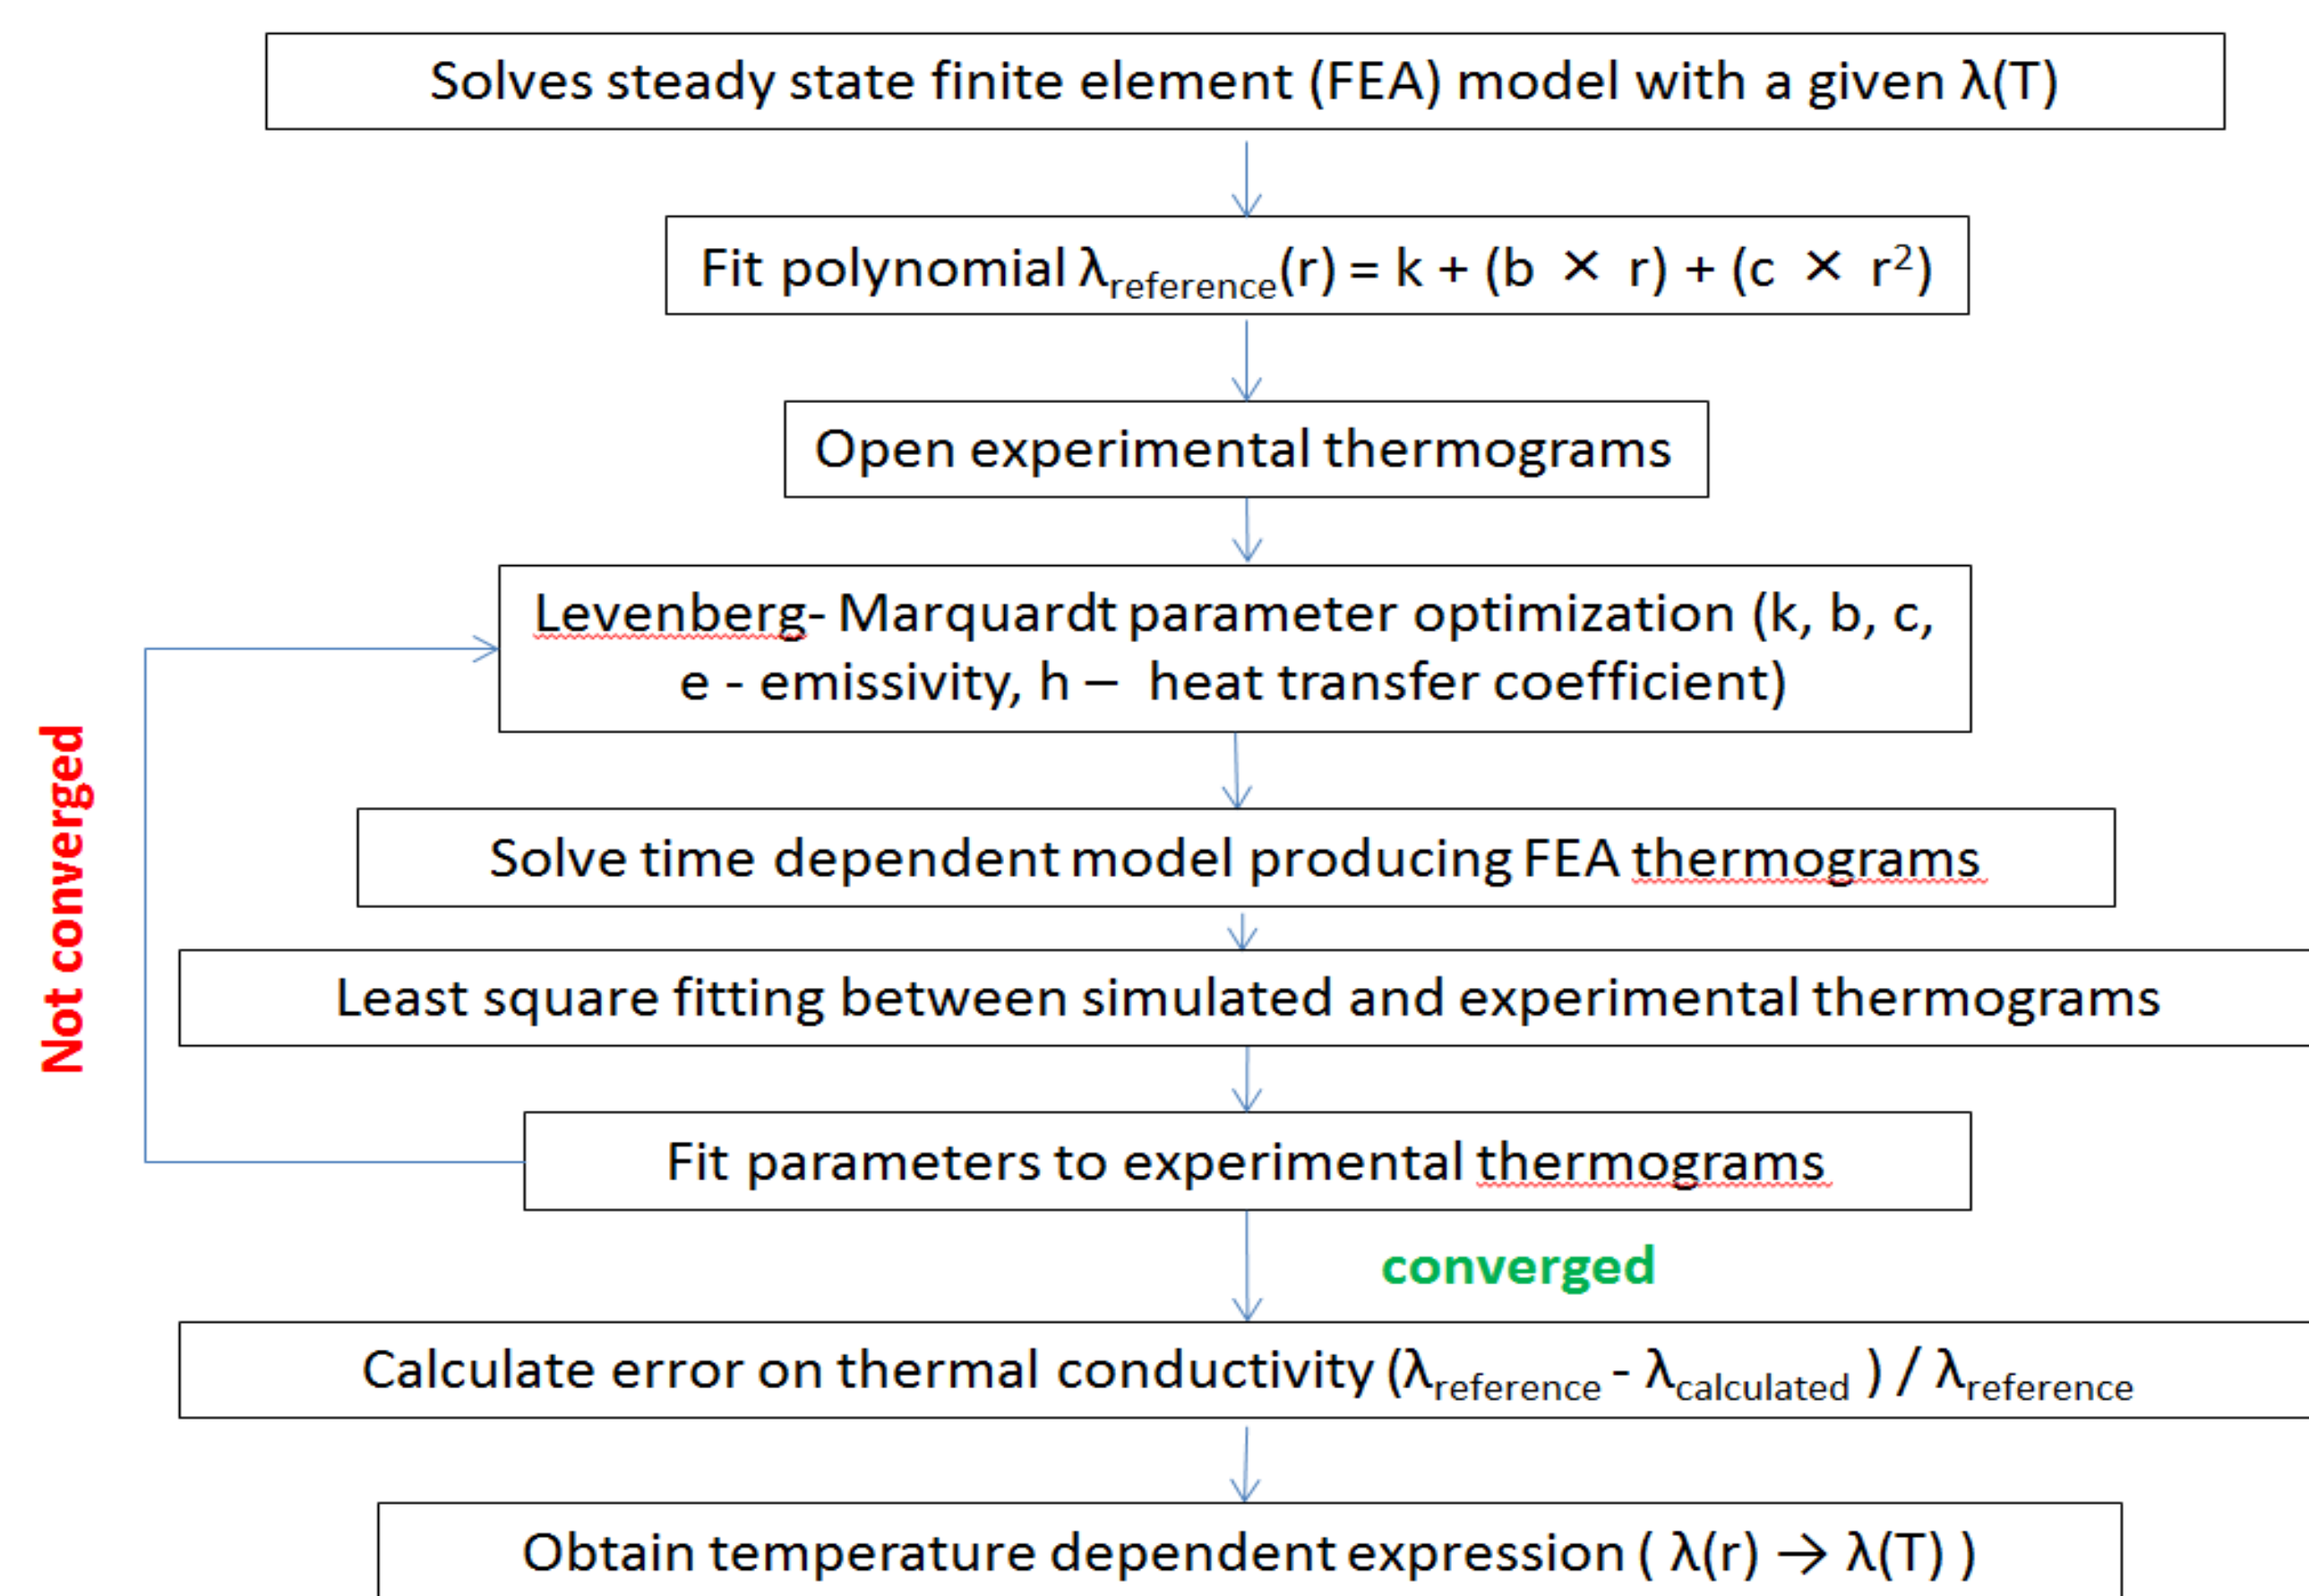 Solves steady state finite element (FEA) model with a given λ(T)
Fit polynomial λreference(r) = k + (b × r) + (c × r²)
Open experimental thermograms
Levenberg- Marquardt parameter optimization (k, b, c,
e - emissivity, h – heat transfer coefficient)
Not converged
Solve time dependent model producing FEA thermograms
Least square fitting between simulated and experimental thermograms
Fit parameters to experimental thermograms
converged
Calculate error on thermal conductivity (λreference - λcalculated ) / λreference
Obtain temperature dependent expression ( λ(r) → λ(T) )